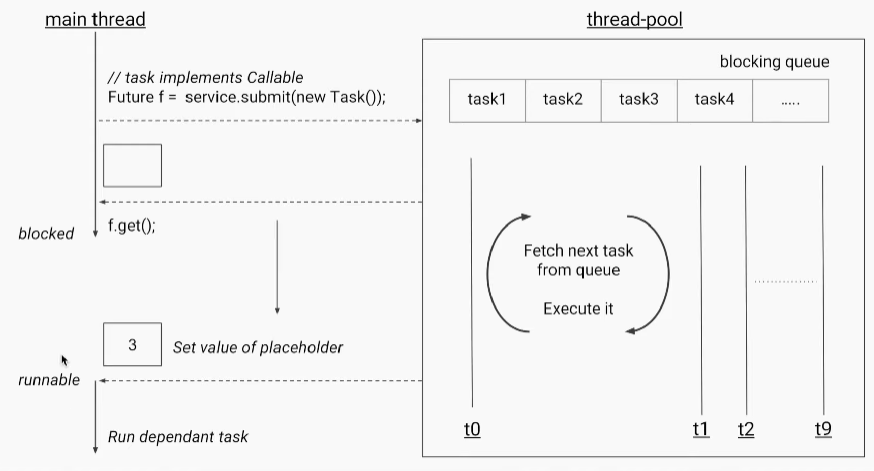 main thread
thread-pool
// task implements Callable
Future f = service.submit(new Task());
blocking queue
task1
task2
task3
task4
.....
blocked
f.get();
Fetch next task
from queue
Execute it
3
Set value of placeholder
runnable
Run dependant task
t0
t1
t2
t9